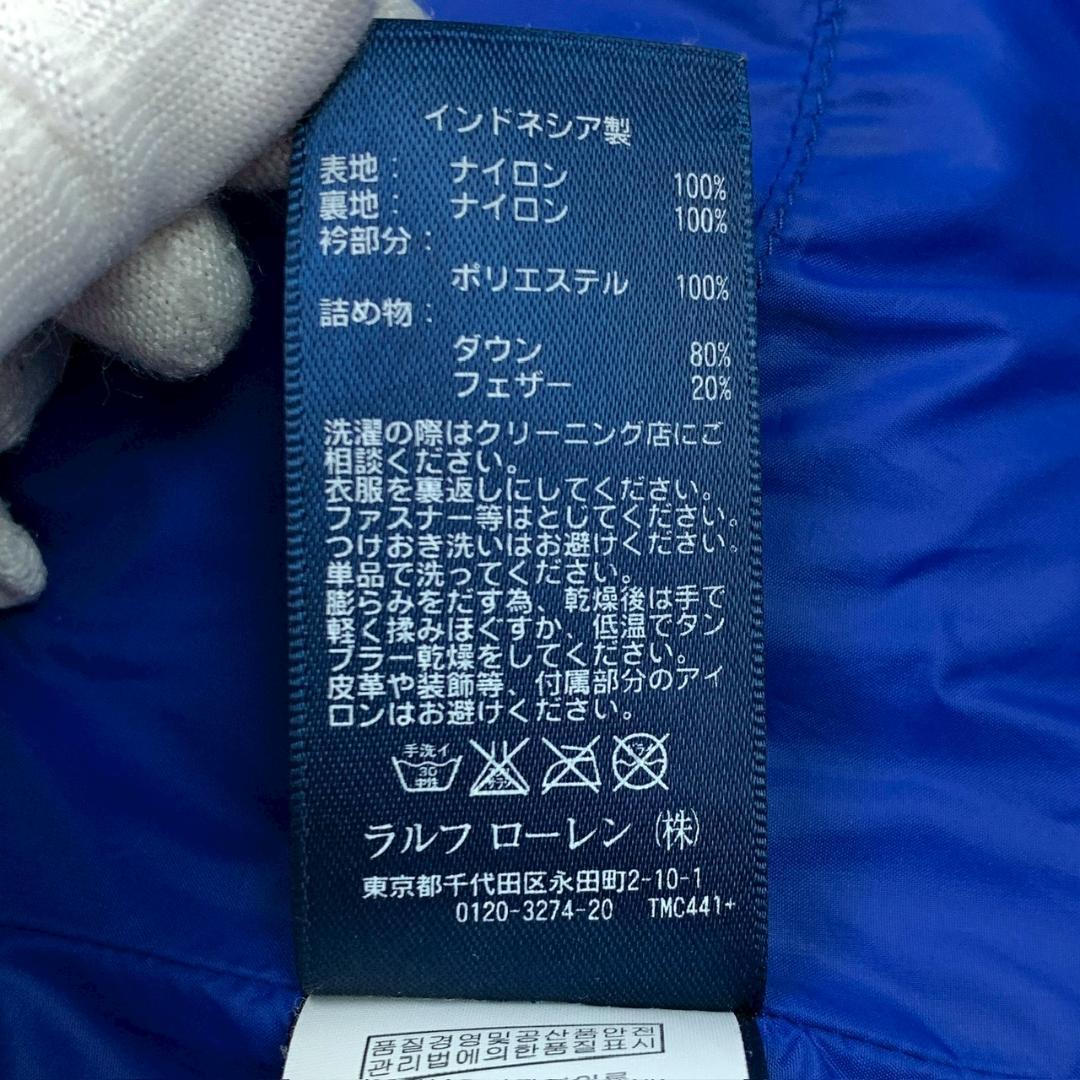 インドネシア製
表地： ナイロン 100%
裏地： ナイロン 100%
衿部分：
ポリエステル 100%
詰め物：
ダウン 80%
フェザー 20%
洗濯の際はクリーニング店にご
相談ください。
衣服を裏返しにしてください。
ファスナー等はとじてください。
つけおき洗いはお避けください。
単品で洗ってください。
膨らみをだす為、乾燥後は手で
軽く揉みほぐすか、低温でタン
ブラー乾燥をしてください。
皮革や装飾等、付属部分のアイ
ロンはお避けください。
手洗イ
30
中性
ドライ
ラルフ ローレン (株)
東京都千代田区永田町2-10-1
0120-3274-20 TMC441+
품질경영및공산품안전
관리법에의한품질표시